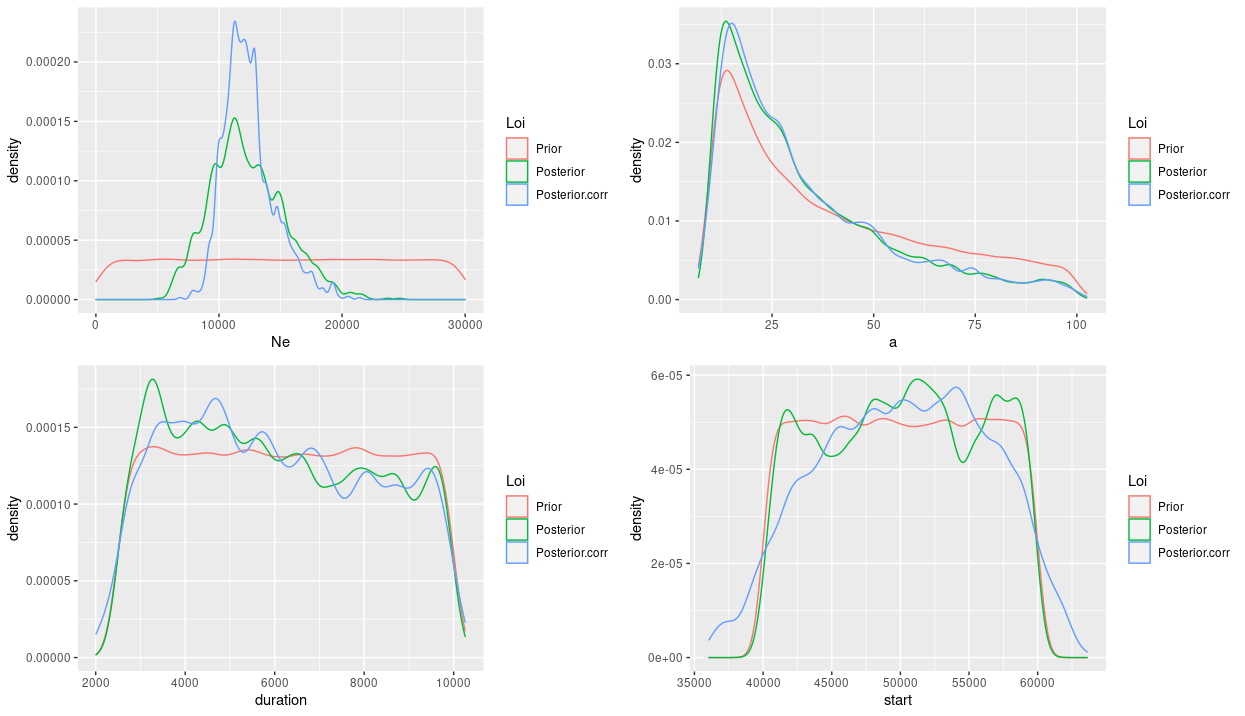 0.00020
0.00015
0.00010
0.00005
0.00000
density
0 10000 20000 30000
Ne
Loi
Prior
Posterior
Posterior.corr
0.03
0.02
0.01
0.00
density
25 50 75 100
a
Loi
Prior
Posterior
Posterior.corr
0.00015
0.00010
0.00005
0.00000
density
2000 4000 6000 8000 10000
duration
Loi
Prior
Posterior
Posterior.corr
6e-05
4e-05
2e-05
0e+00
density
35000 40000 45000 50000 55000 60000
start
Loi
Prior
Posterior
Posterior.corr